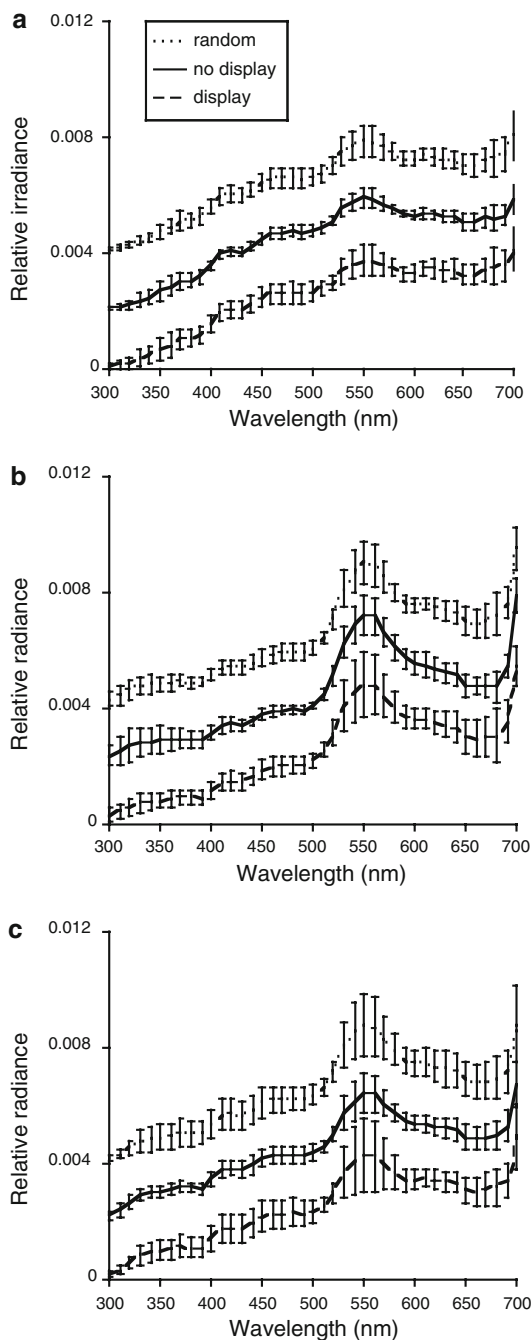 a
0.012
random
no display
display
0.008
0.004
0
Relative irradiance
300 350 400 450 500 550 600 650 700
Wavelength (nm)
b
0.012
0.008
0.004
0
Relative radiance
300 350 400 450 500 550 600 650 700
Wavelength (nm)
c
0.012
0.008
0.004
0
Relative radiance
300 350 400 450 500 550 600 650 700
Wavelength (nm)